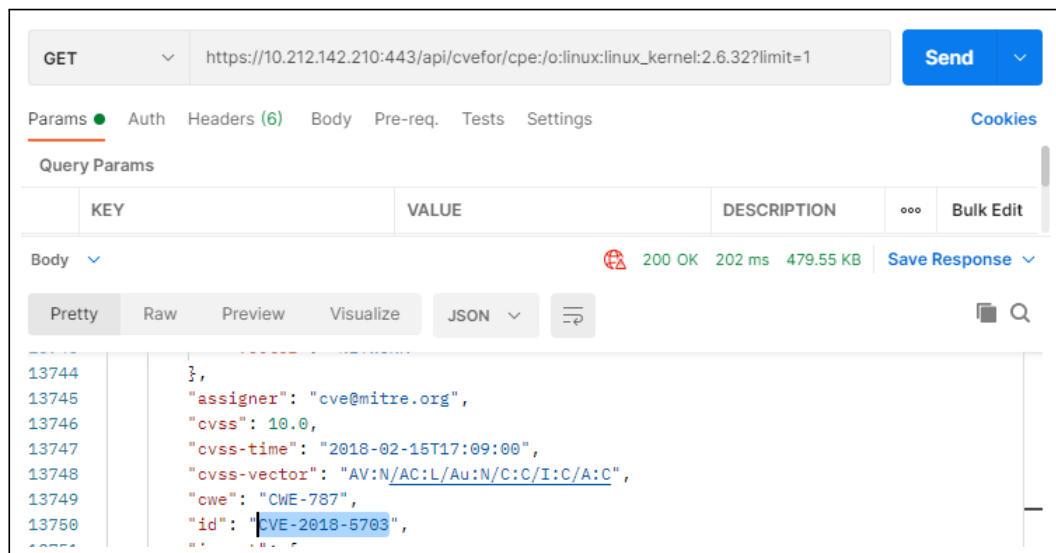 GET https://10.212.142.210:443/api/cvefor/cpe:/o:linux:linux_kernel:2.6.32?limit=1 Send
Params Auth Headers (6) Body Pre-req. Tests Settings Cookies
Query Params
KEY VALUE DESCRIPTION ooo Bulk Edit
Body 200 OK 202 ms 479.55 KB Save Response
Pretty Raw Preview Visualize JSON
13744 },
13745 "assigner": "cve@mitre.org",
13746 "cvss": 10.0,
13747 "cvss-time": "2018-02-15T17:09:00",
13748 "cvss-vector": "AV:N/AC:L/Au:N/C:C/I:C/A:C",
13749 "cwe": "CWE-787",
13750 "id": "CVE-2018-5703",